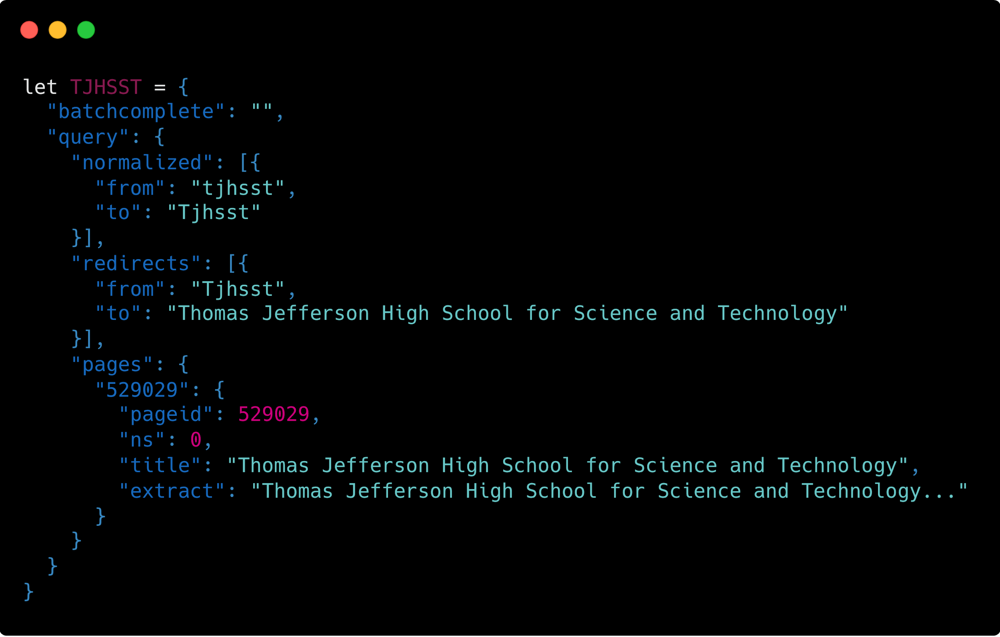 let TJHSST = {
  "batchcomplete": "",
  "query": {
    "normalized": [{
      "from": "tjhsst",
      "to": "Tjhsst"
    }],
    "redirects": [{
      "from": "Tjhsst",
      "to": "Thomas Jefferson High School for Science and Technology"
    }],
    "pages": {
      "529029": {
        "pageid": 529029,
        "ns": 0,
        "title": "Thomas Jefferson High School for Science and Technology",
        "extract": "Thomas Jefferson High School for Science and Technology..."
      }
    }
  }
}